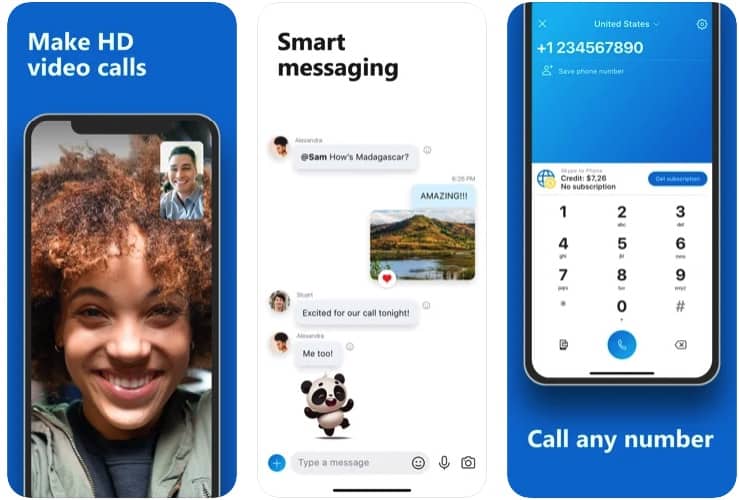 Make HD
video calls
Smart
messaging
Alexandra
@Sam How's Madagascar?
6:26 PM
AMAZING!!!
Stuart
Excited for our call tonight!
Alexandra
Me too!
Type a message
United States
+1 234567890
Save phone number
Skype to Phone
Credit: $7,26
No subscription
Get subscription
1 2 3
abc def
4 5 6
ghi jkl mno
7 8 9
pqrs tuv wxyz
* 0 #
+
Call any number